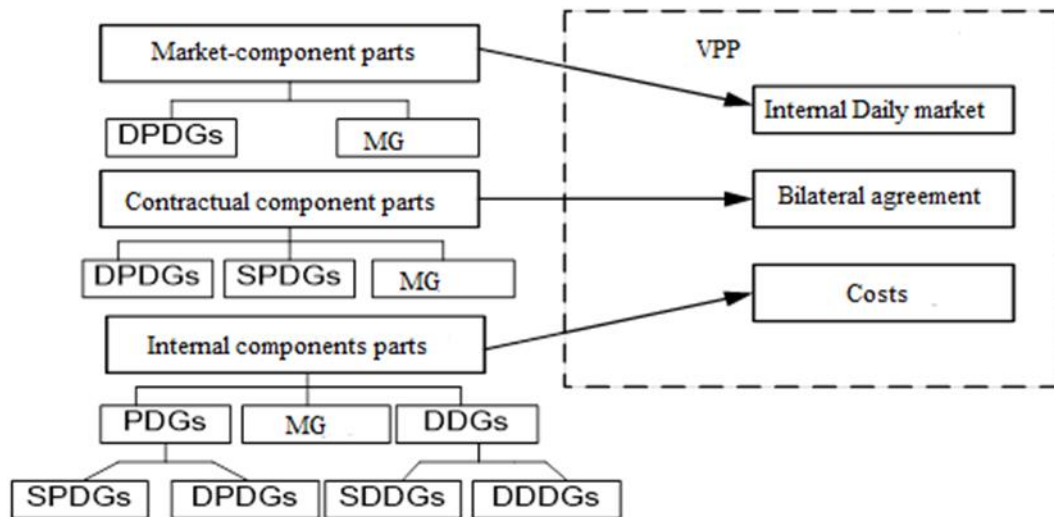 Market-component parts
DPDGs
MG
Contractual component parts
DPDGs
SPDGs
MG
Internal components parts
PDGs
MG
DDGs
SPDGs
DPDGs
SDDGs
DDDGs
VPP
Internal Daily market
Bilateral agreement
Costs